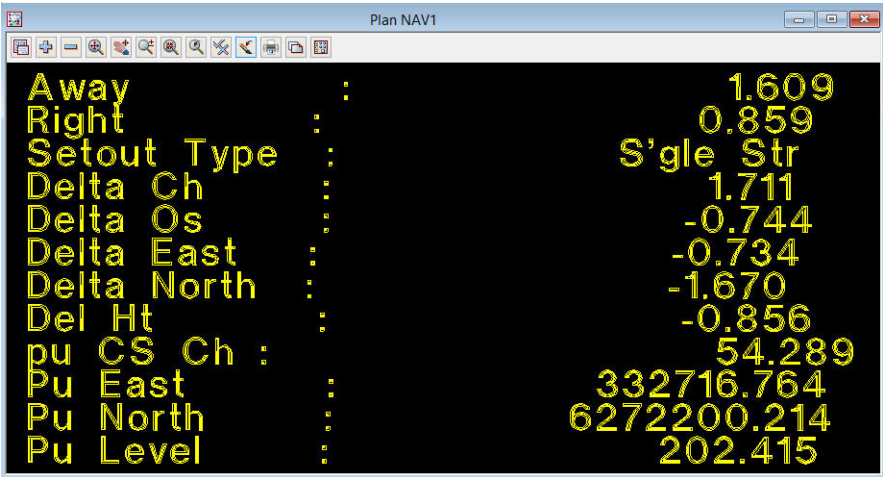 Plan NAV1
Away : 1.609
Right : 0.859
Setout Type : S'gle Str
Delta Ch : 1.711
Delta Os : -0.744
Delta East : -0.734
Delta North : -1.670
Del Ht : -0.856
pu CS Ch : 54.289
Pu East : 332716.764
Pu North : 6272200.214
Pu Level : 202.415